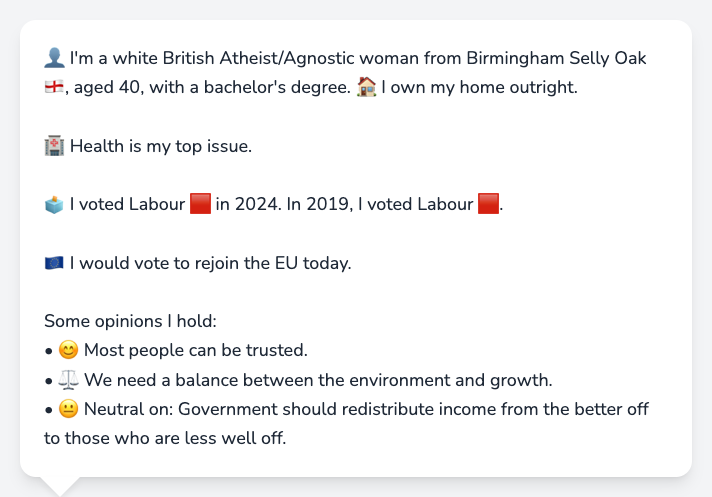 👤 I'm a white British Atheist/Agnostic woman from Birmingham Selly Oak
🏴󠁧󠁢󠁥󠁮󠁧󠁿, aged 40, with a bachelor's degree. 🏠 I own my home outright.
🏥 Health is my top issue.
🗳️ I voted Labour 🟥 in 2024. In 2019, I voted Labour 🟥.
🇪🇺 I would vote to rejoin the EU today.
Some opinions I hold:
• 😊 Most people can be trusted.
• ⚖️ We need a balance between the environment and growth.
• 😐 Neutral on: Government should redistribute income from the better off
to those who are less well off.